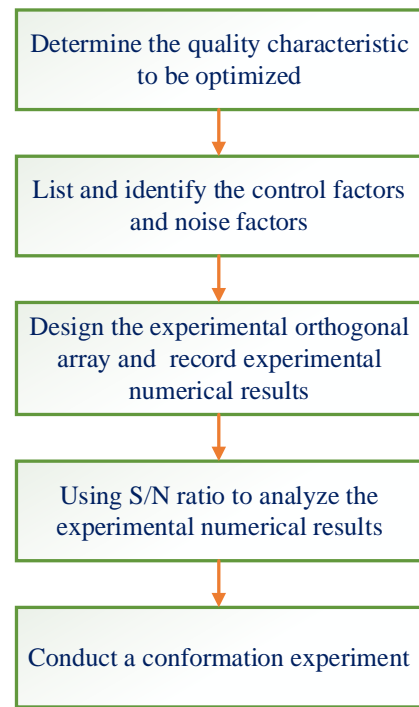 Determine the quality characteristic
to be optimized
List and identify the control factors
and noise factors
Design the experimental orthogonal
array and record experimental
numerical results
Using S/N ratio to analyze the
experimental numerical results
Conduct a conformation experiment